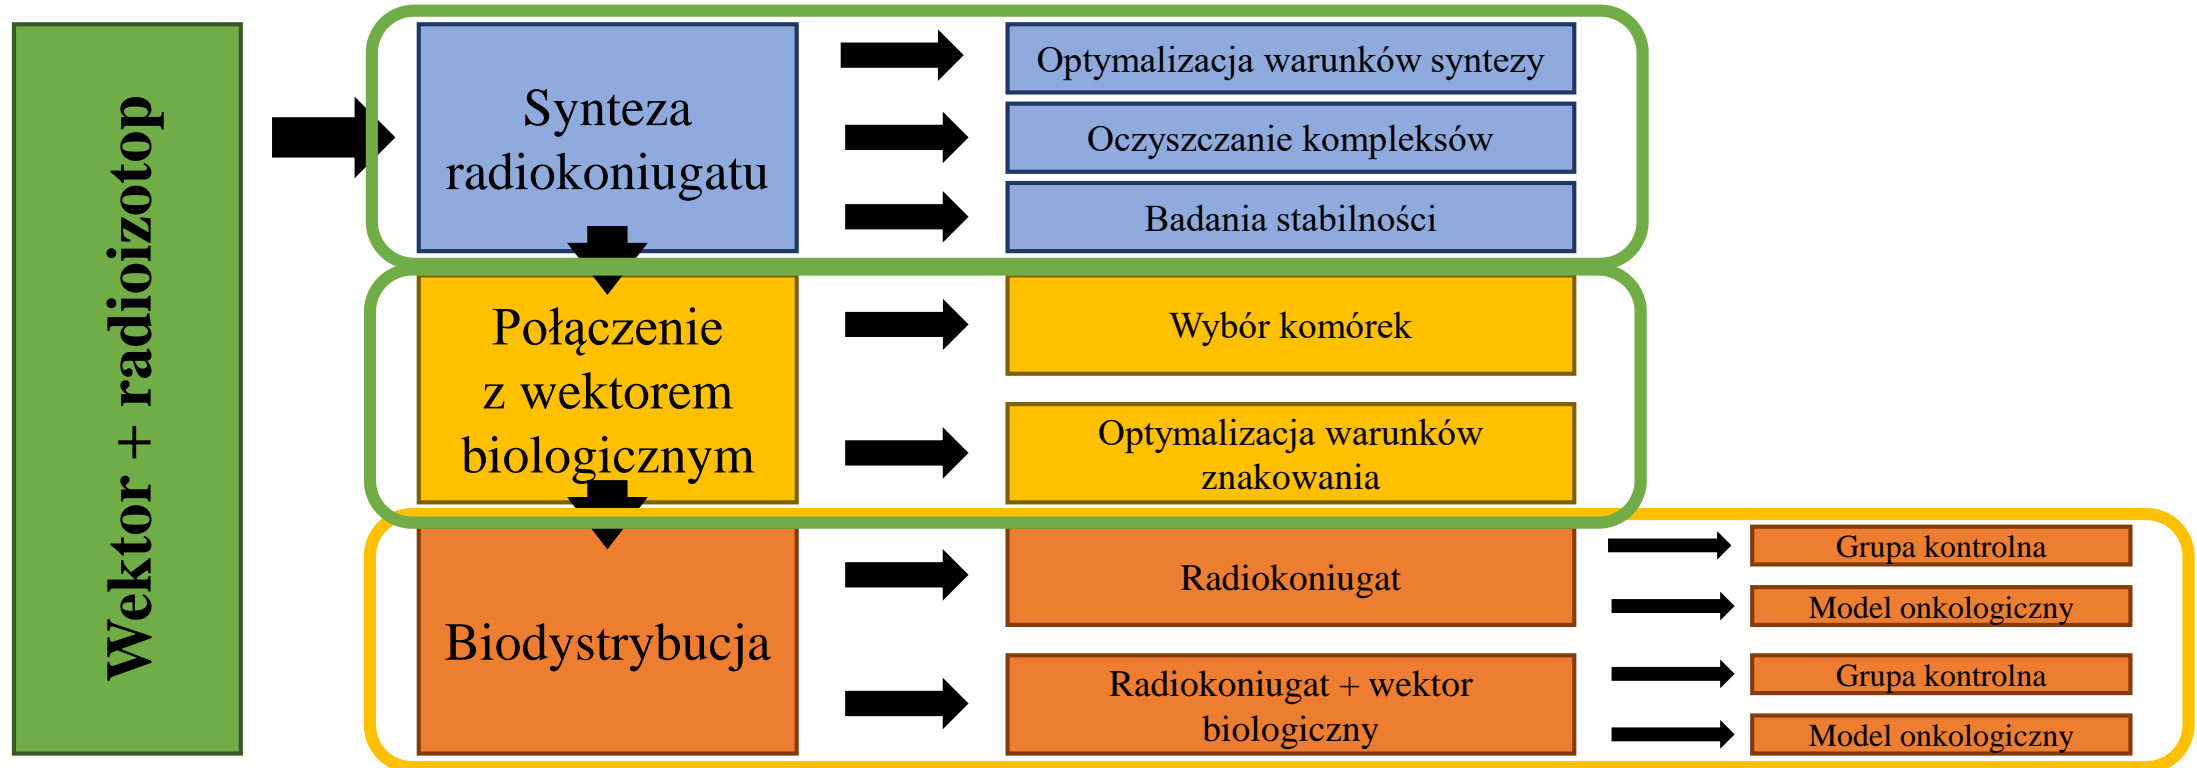 Wektor + radioizotop
Synteza
radiokoniugatu
Optymalizacja warunków syntezy
Oczyszczanie kompleksów
Badania stabilności
Połączenie
z wektorem
biologicznym
Wybór komórek
Optymalizacja warunków
znakowania
Biodystrybucja
Radiokoniugat
Grupa kontrolna
Model onkologiczny
Radiokoniugat + wektor
biologiczny
Grupa kontrolna
Model onkologiczny